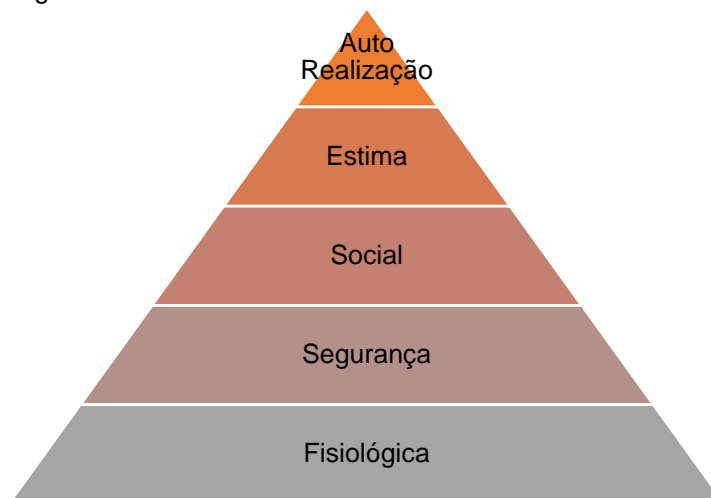 Auto
Realização
Estima
Social
Segurança
Fisiológica